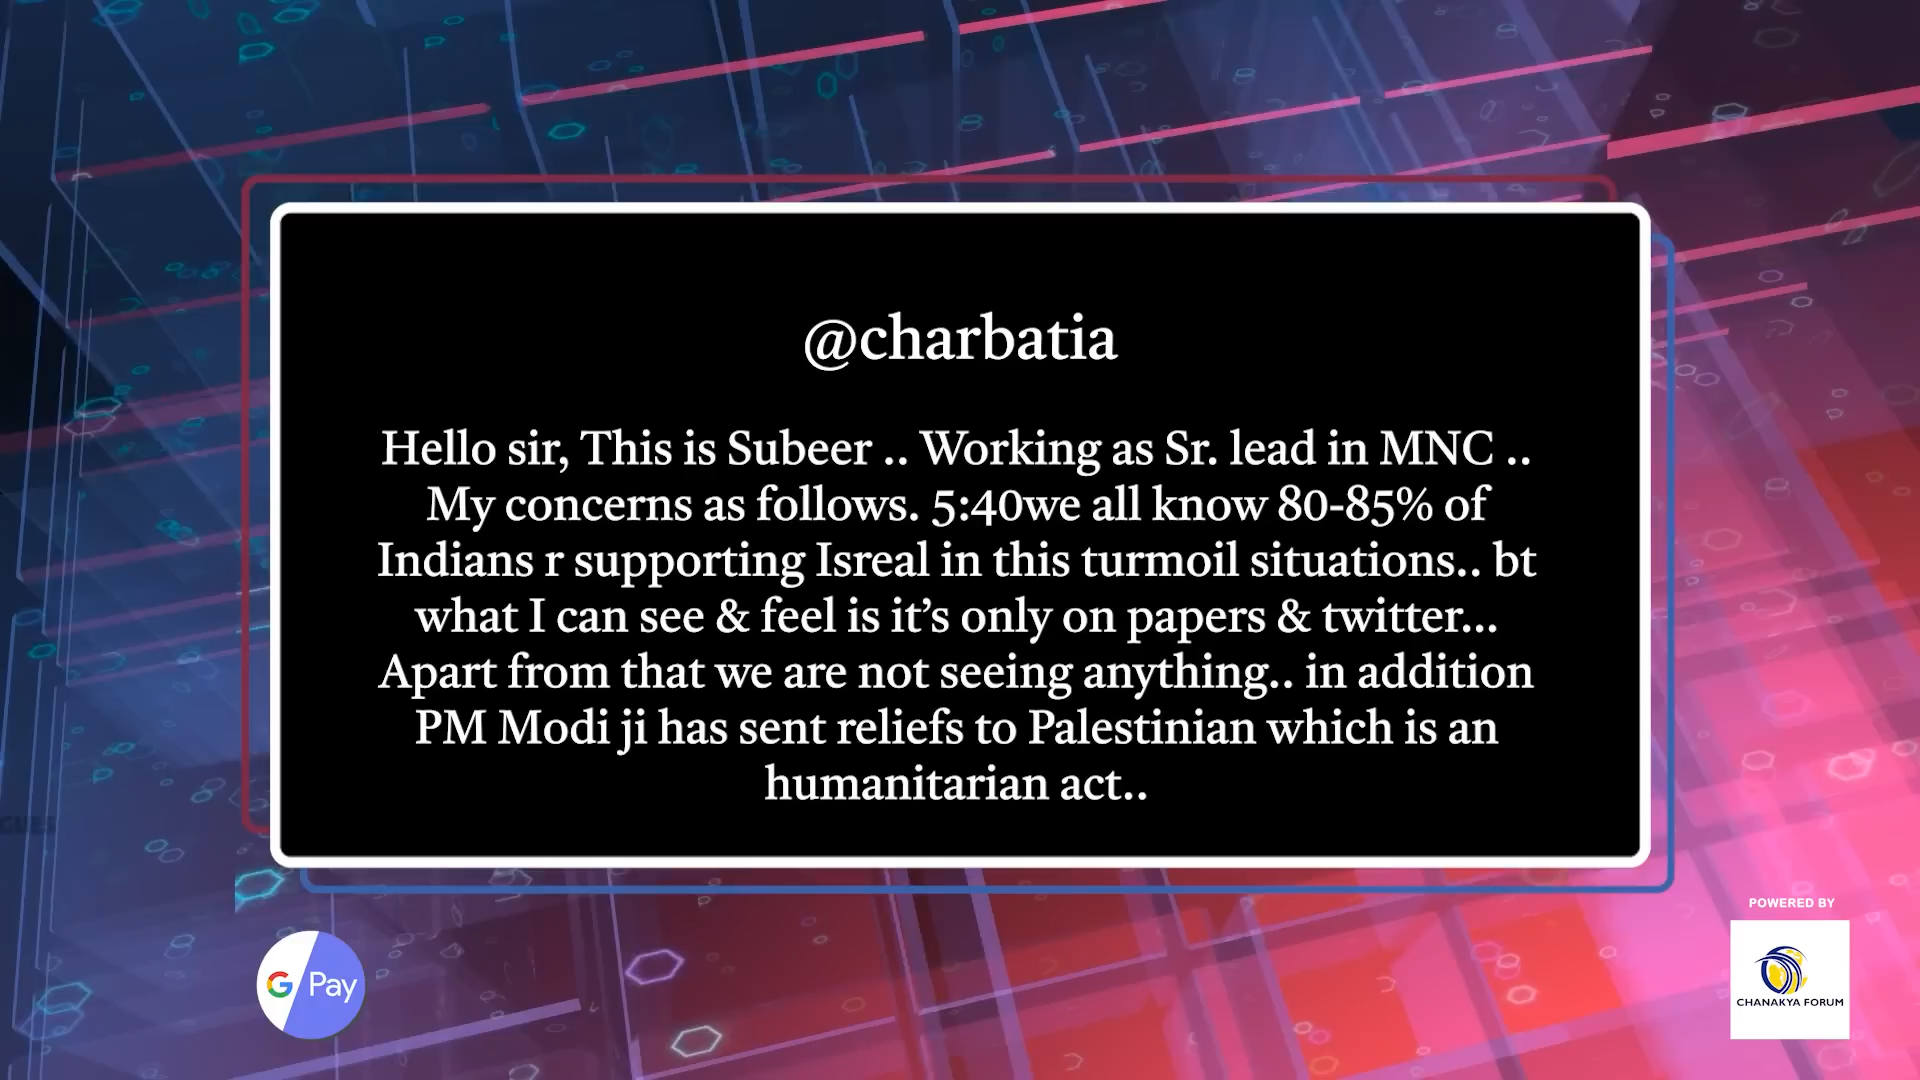 @charbatia
Hello sir, This is Subeer .. Working as Sr. lead in MNC ..
My concerns as follows. 5:40we all know 80-85% of
Indians r supporting Isreal in this turmoil situations.. bt
what I can see & feel is it’s only on papers & twitter...
Apart from that we are not seeing anything.. in addition
PM Modi ji has sent reliefs to Palestinian which is an
humanitarian act..
POWERED BY
G Pay
CHANAKYA FORUM